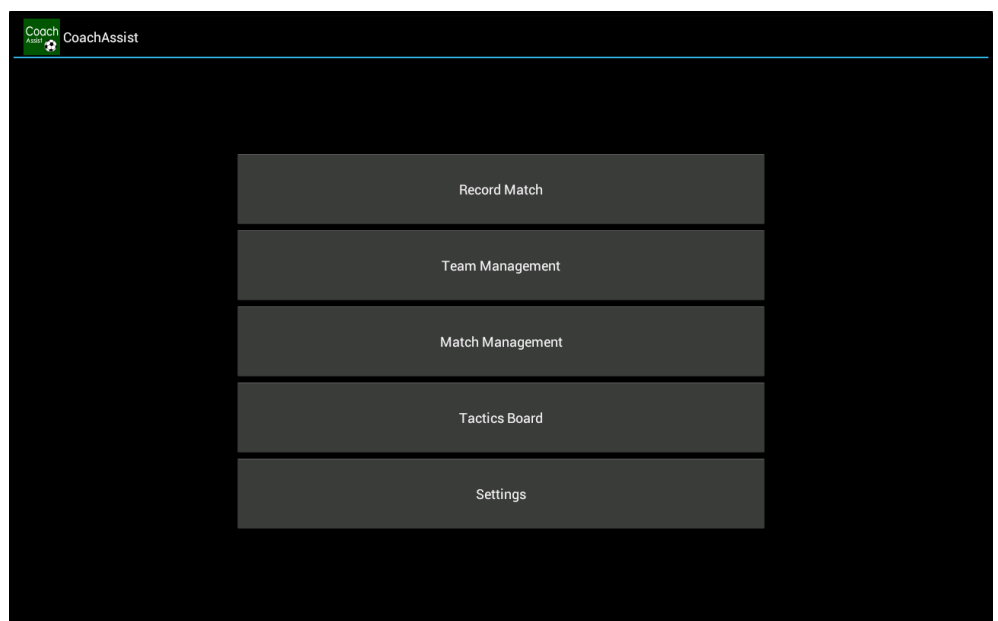 Coach
Assist
CoachAssist
Record Match
Team Management
Match Management
Tactics Board
Settings